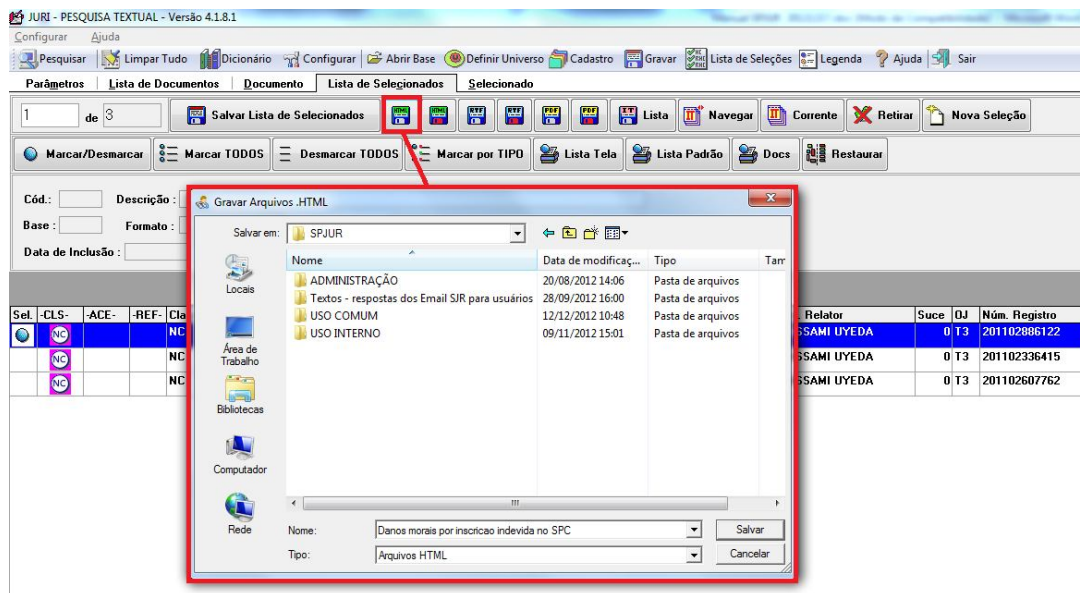 JURI - PESQUISA TEXTUAL - Versão 4.1.8.1
Configurar Ajuda
Pesquisar Limpar Tudo Dicionário Configurar Abrir Base Definir Universo Cadastro Gravar Lista de Seleções Legenda Ajuda Sair
Parâmetros Lista de Documentos Documento Lista de Selecionados Selecionado
1 de 3 Salvar Lista de Selecionados HTML HTML RTF RTF PDF PDF Lista Navegar Corrente Retirar Nova Seleção
Marcar/Desmarcar Marcar TODOS Desmarcar TODOS Marcar por TIPO Lista Tela Lista Padrão Docs Restaurar
Cód.: Descrição :
Base : Formato :
Data de Inclusão :
Gravar Arquivos .HTML
Salvar em: SPJUR
Nome Data de modificaç... Tipo Tam
ADMINISTRAÇÃO 20/08/2012 14:06 Pasta de arquivos
Textos - respostas dos Email SJR para usuários 28/09/2012 16:00 Pasta de arquivos
USO COMUM 12/12/2012 10:48 Pasta de arquivos
USO INTERNO 09/11/2012 15:01 Pasta de arquivos
Locais
Área de
Trabalho
Bibliotecas
Computador
Rede
Nome: Danos morais por inscricao indevida no SPC Salvar
Tipo: Arquivos HTML Cancelar
Sel. -CLS- -ACE- -REF- Cla Relator Suce OJ Núm. Registro
NC NC SSAMI UYEDA 0 T3 201102886122
NC NC SSAMI UYEDA 0 T3 201102336415
NC NC SSAMI UYEDA 0 T3 201102607762